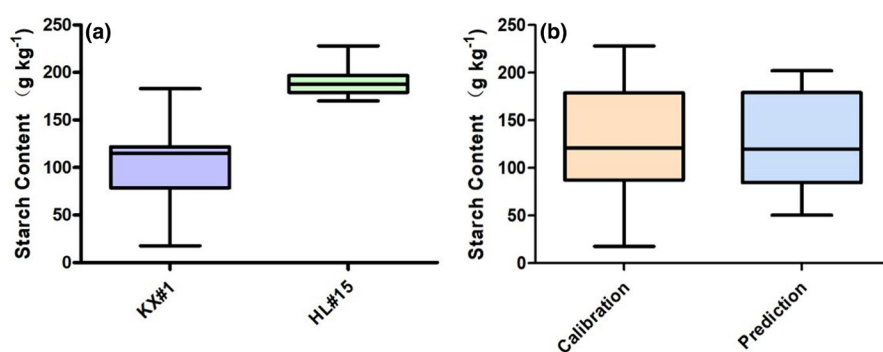 (a)
Starch Content （g kg-1)
250
200
150
100
50
0
KX#1
HL#15
(b)
Starch Content （g kg-1)
250
200
150
100
50
0
Calibration
Prediction